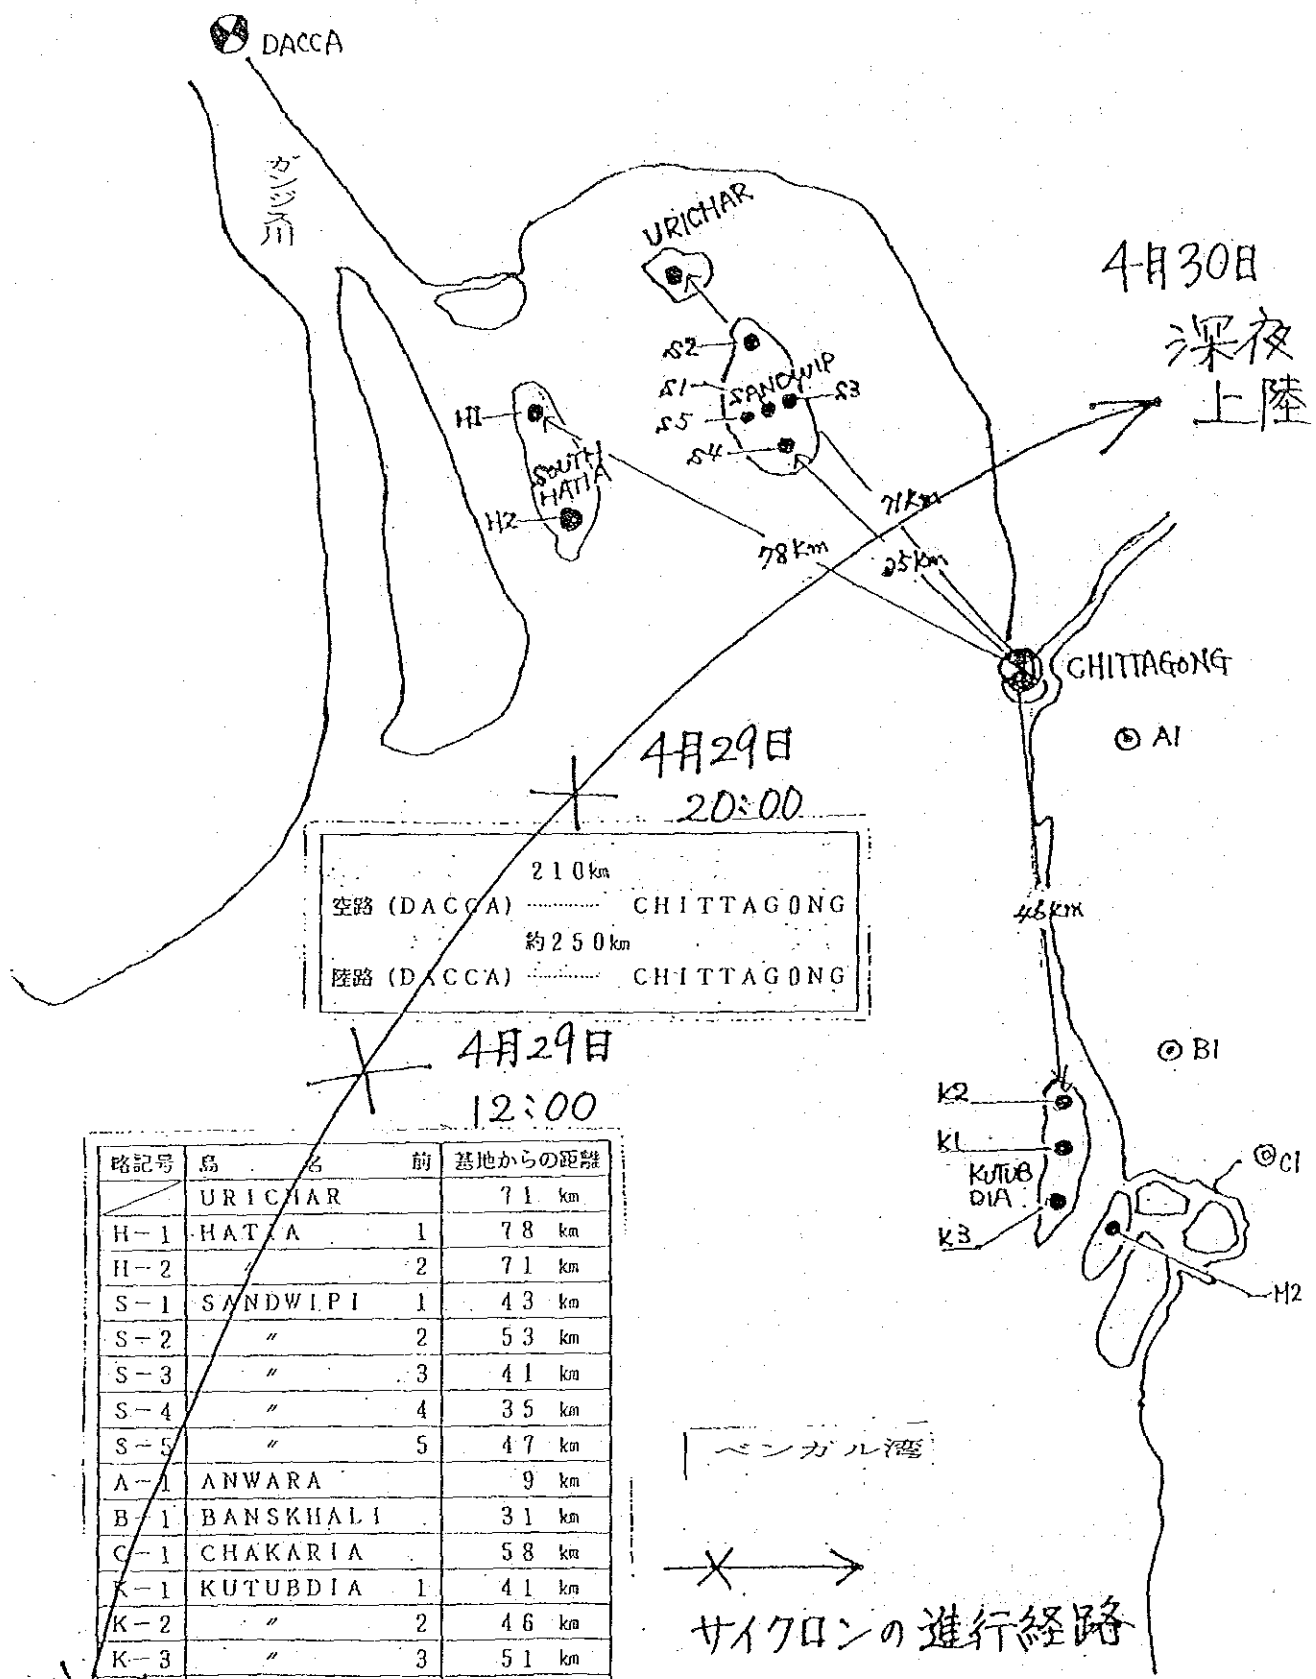 DACCA
ガンジス川
URICHAR
4月30日
深夜
上陸
S2
S1
SANDWIP
S3
S5
S4
H1
SOUTH
HATIA
H2
71km
78km
25km
CHITTAGONG
A1
4月29日
20:00
210km
空路 (DACCA) ………… CHITTAGONG
約250km
陸路 (DACCA) ………… CHITTAGONG
46km
4月29日
12:00
B1
K2
K1
KUTUB
DIA
K3
C1
M2
略記号 島 名 前 基地からの距離
URICHAR 71 km
H-1 HATIA 1 78 km
H-2 〃 2 71 km
S-1 SANDWIPI 1 43 km
S-2 〃 2 53 km
S-3 〃 3 41 km
S-4 〃 4 35 km
S-5 〃 5 47 km
A-1 ANWARA 9 km
B-1 BANSKHALI 31 km
C-1 CHAKARIA 58 km
K-1 KUTUBDIA 1 41 km
K-2 〃 2 46 km
K-3 〃 3 51 km
ベンガル湾
サイクロンの進行経路